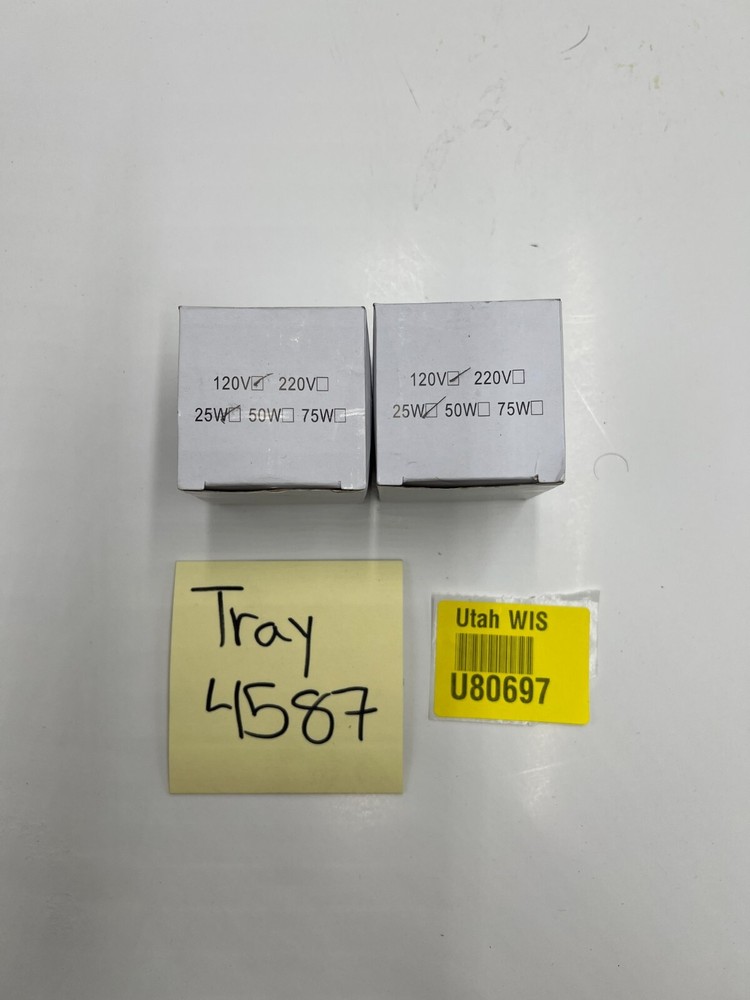 120V☑ 220V☐
25W☑ 50W☐ 75W☐
120V☑ 220V☐
25W☑ 50W☐ 75W☐
Tray
4587
Utah WIS
U80697